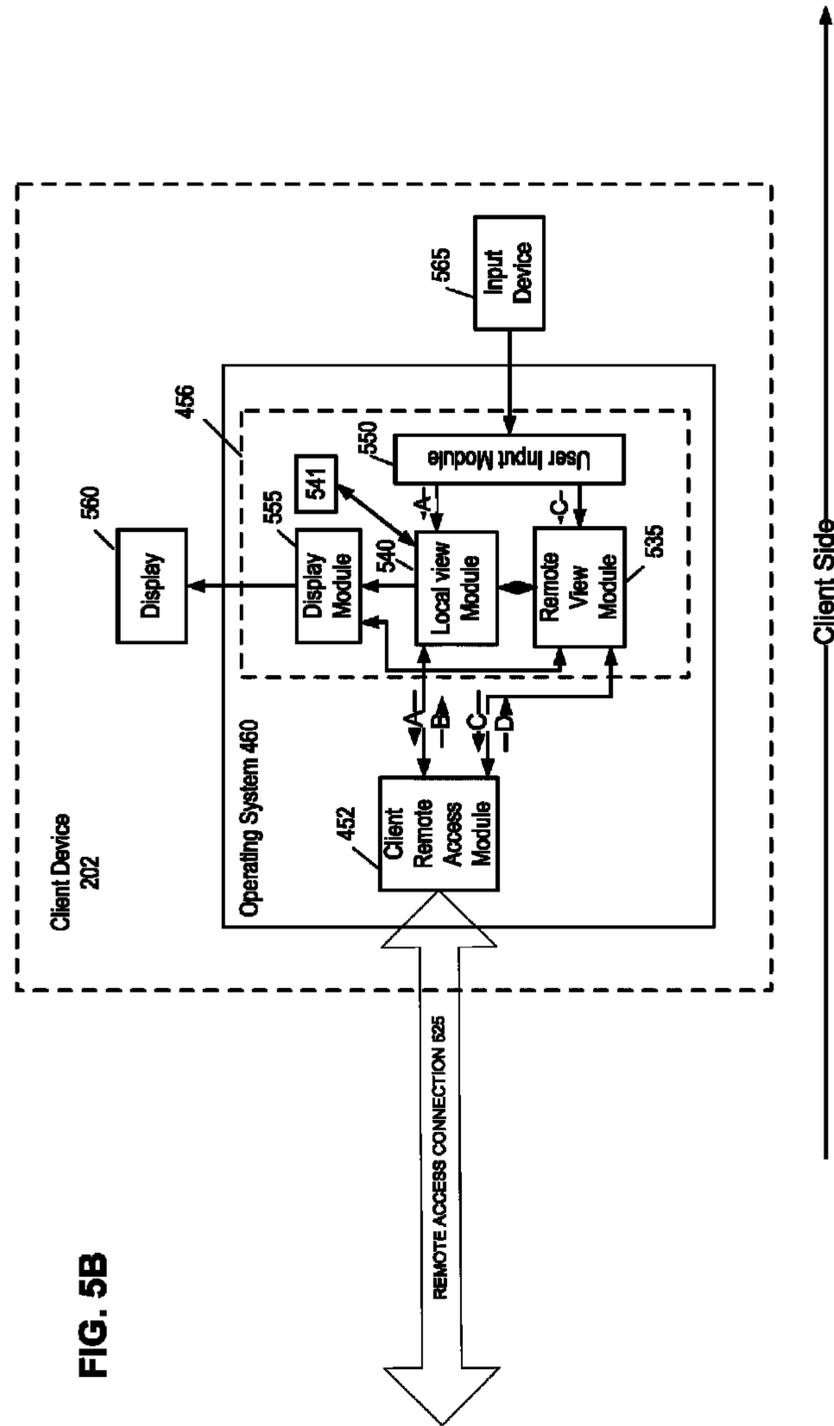 FIG. 5B
Client Device
202
560
Display
Operating System 460
456
555
Display
Module
541
540
Local view
Module
550
User Input Module
565
Input
Device
A
A
B
C
C
D
452
Client
Remote
Access
Module
Remote
View
Module
535
REMOTE ACCESS CONNECTION 525
Client Side